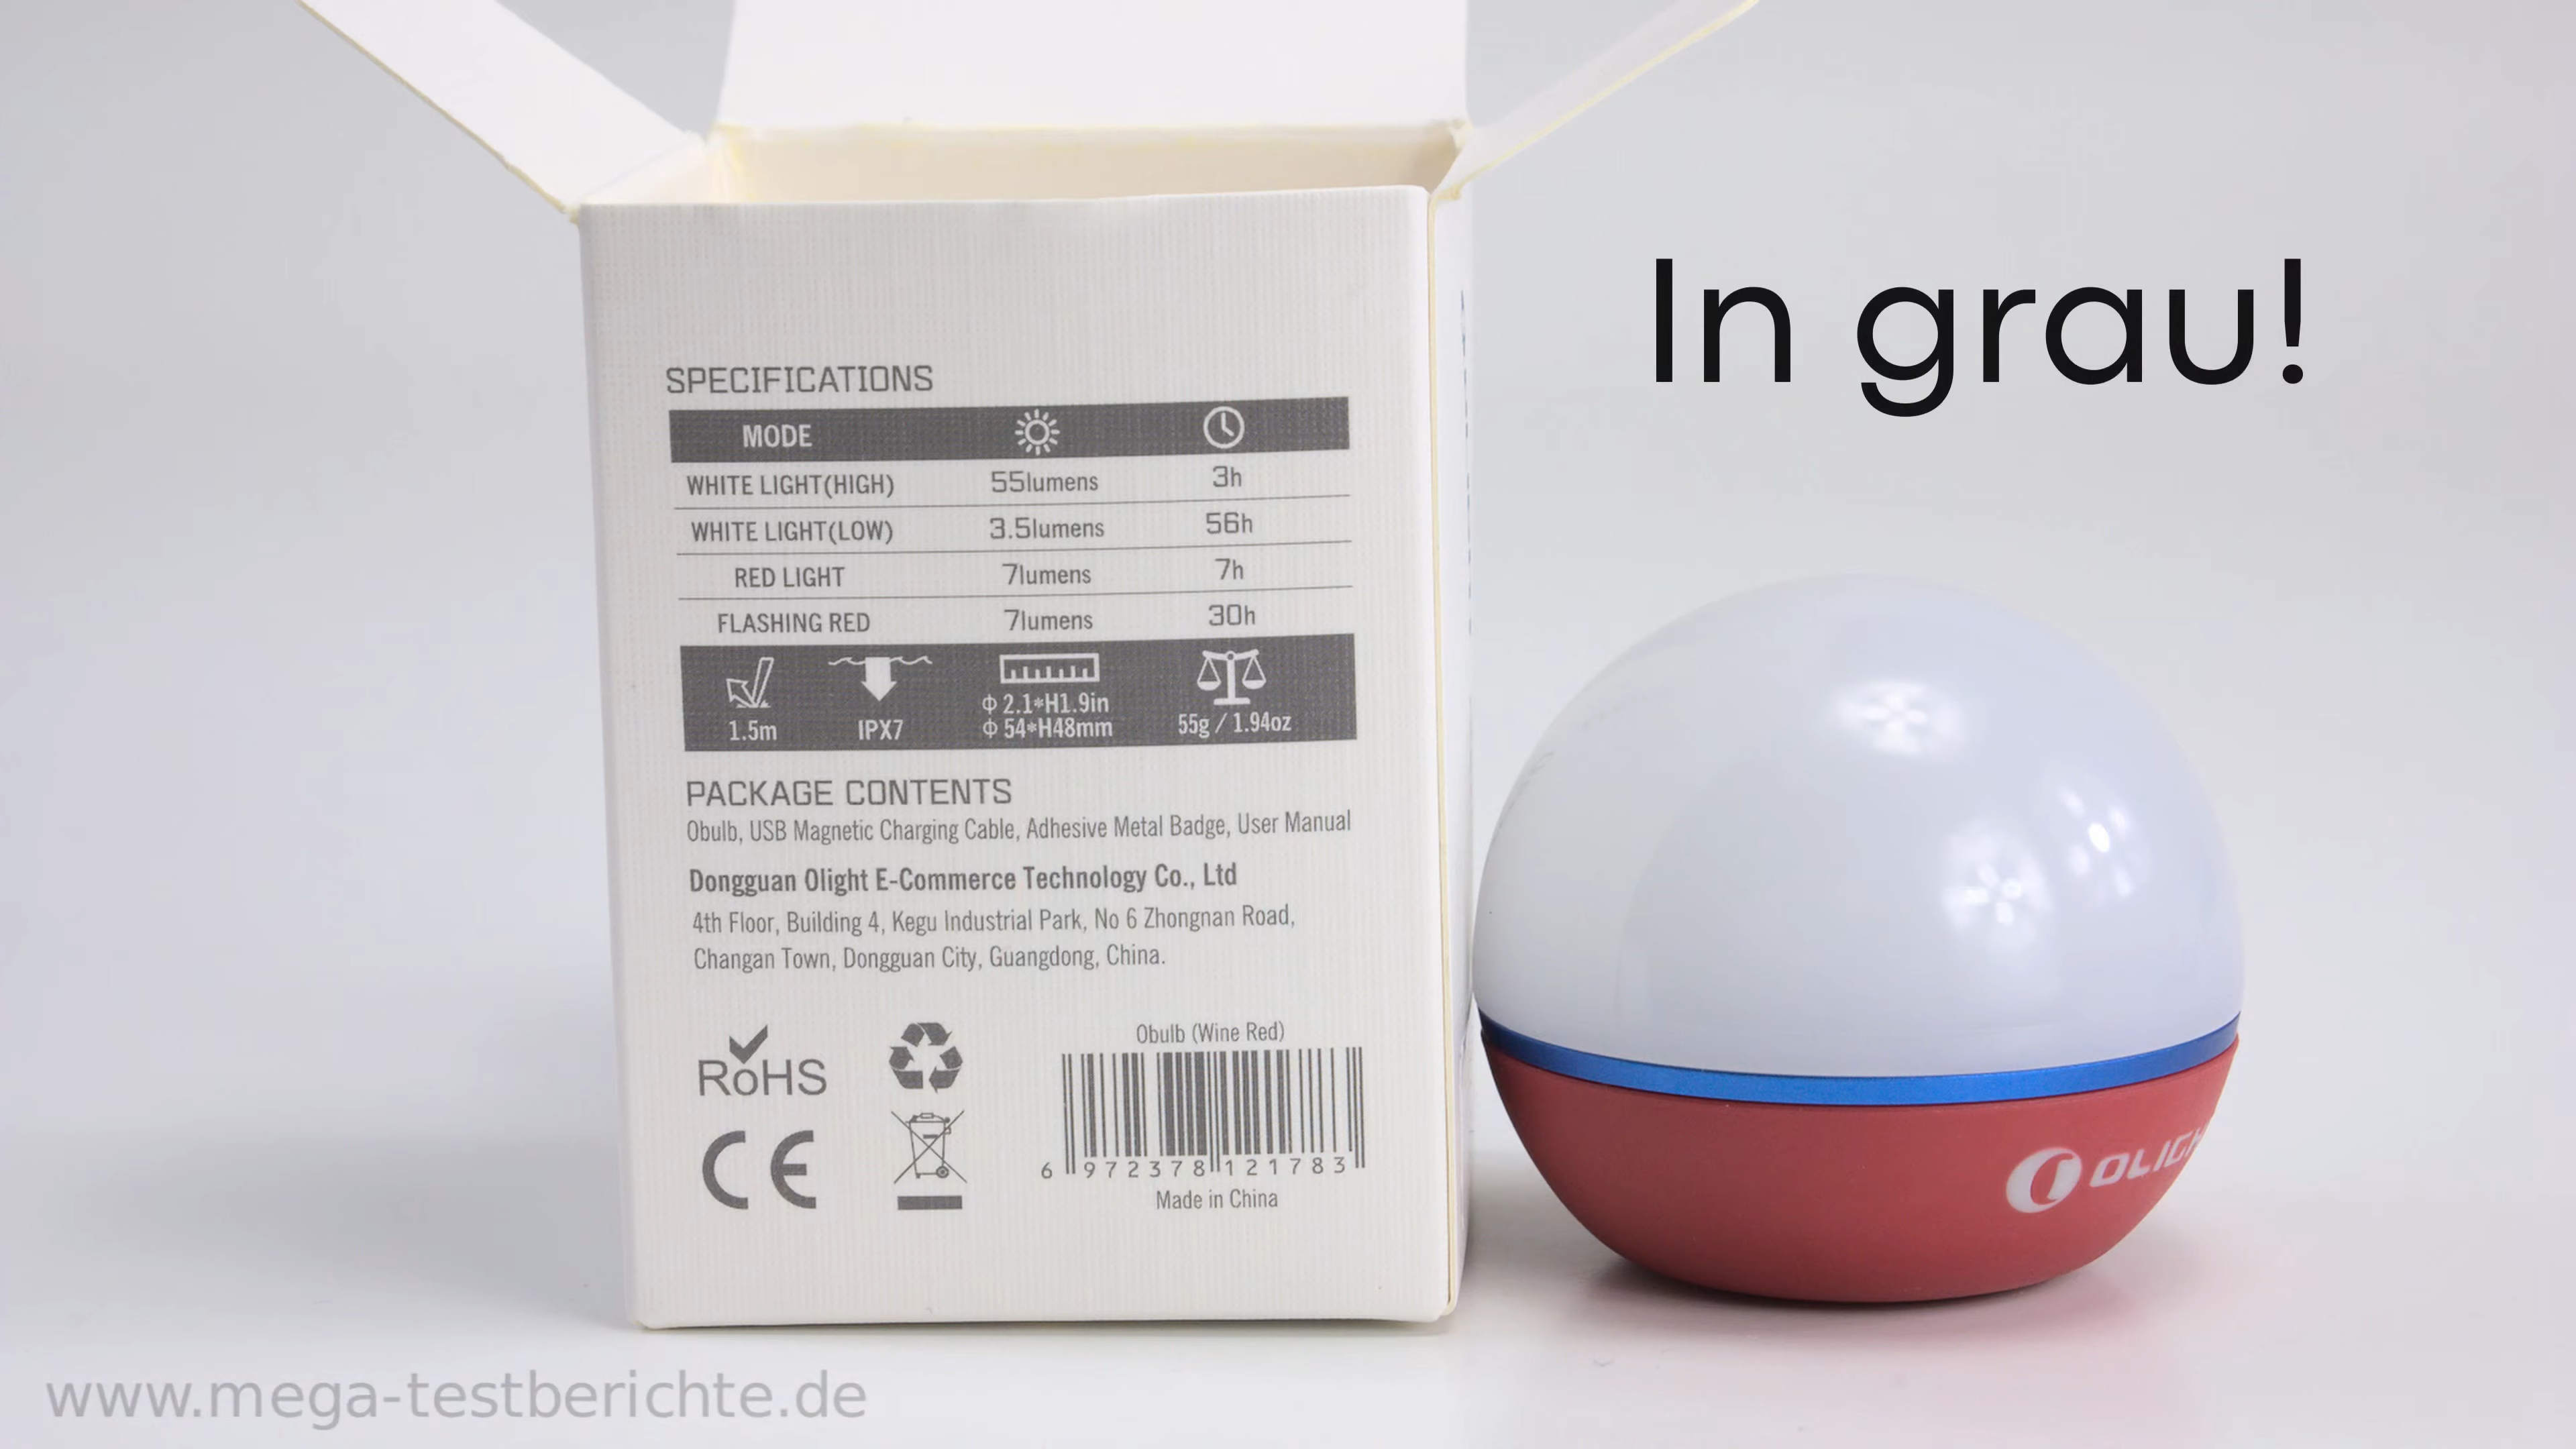 In grau!
SPECIFICATIONS
MODE
WHITE LIGHT(HIGH) 55lumens 3h
WHITE LIGHT(LOW) 3.5lumens 56h
RED LIGHT 7lumens 7h
FLASHING RED 7lumens 30h
Φ 2.1*H1.9in
1.5m IPX7 Φ 54*H48mm 55g / 1.94oz
PACKAGE CONTENTS
Obulb, USB Magnetic Charging Cable, Adhesive Metal Badge, User Manual
Dongguan Olight E-Commerce Technology Co., Ltd
4th Floor, Building 4, Kegu Industrial Park, No 6 Zhongnan Road,
Changan Town, Dongguan City, Guangdong, China.
Obulb (Wine Red)
RoHS
CE
6 972378 121783
Made in China
OLIGH
www.mega-testberichte.de